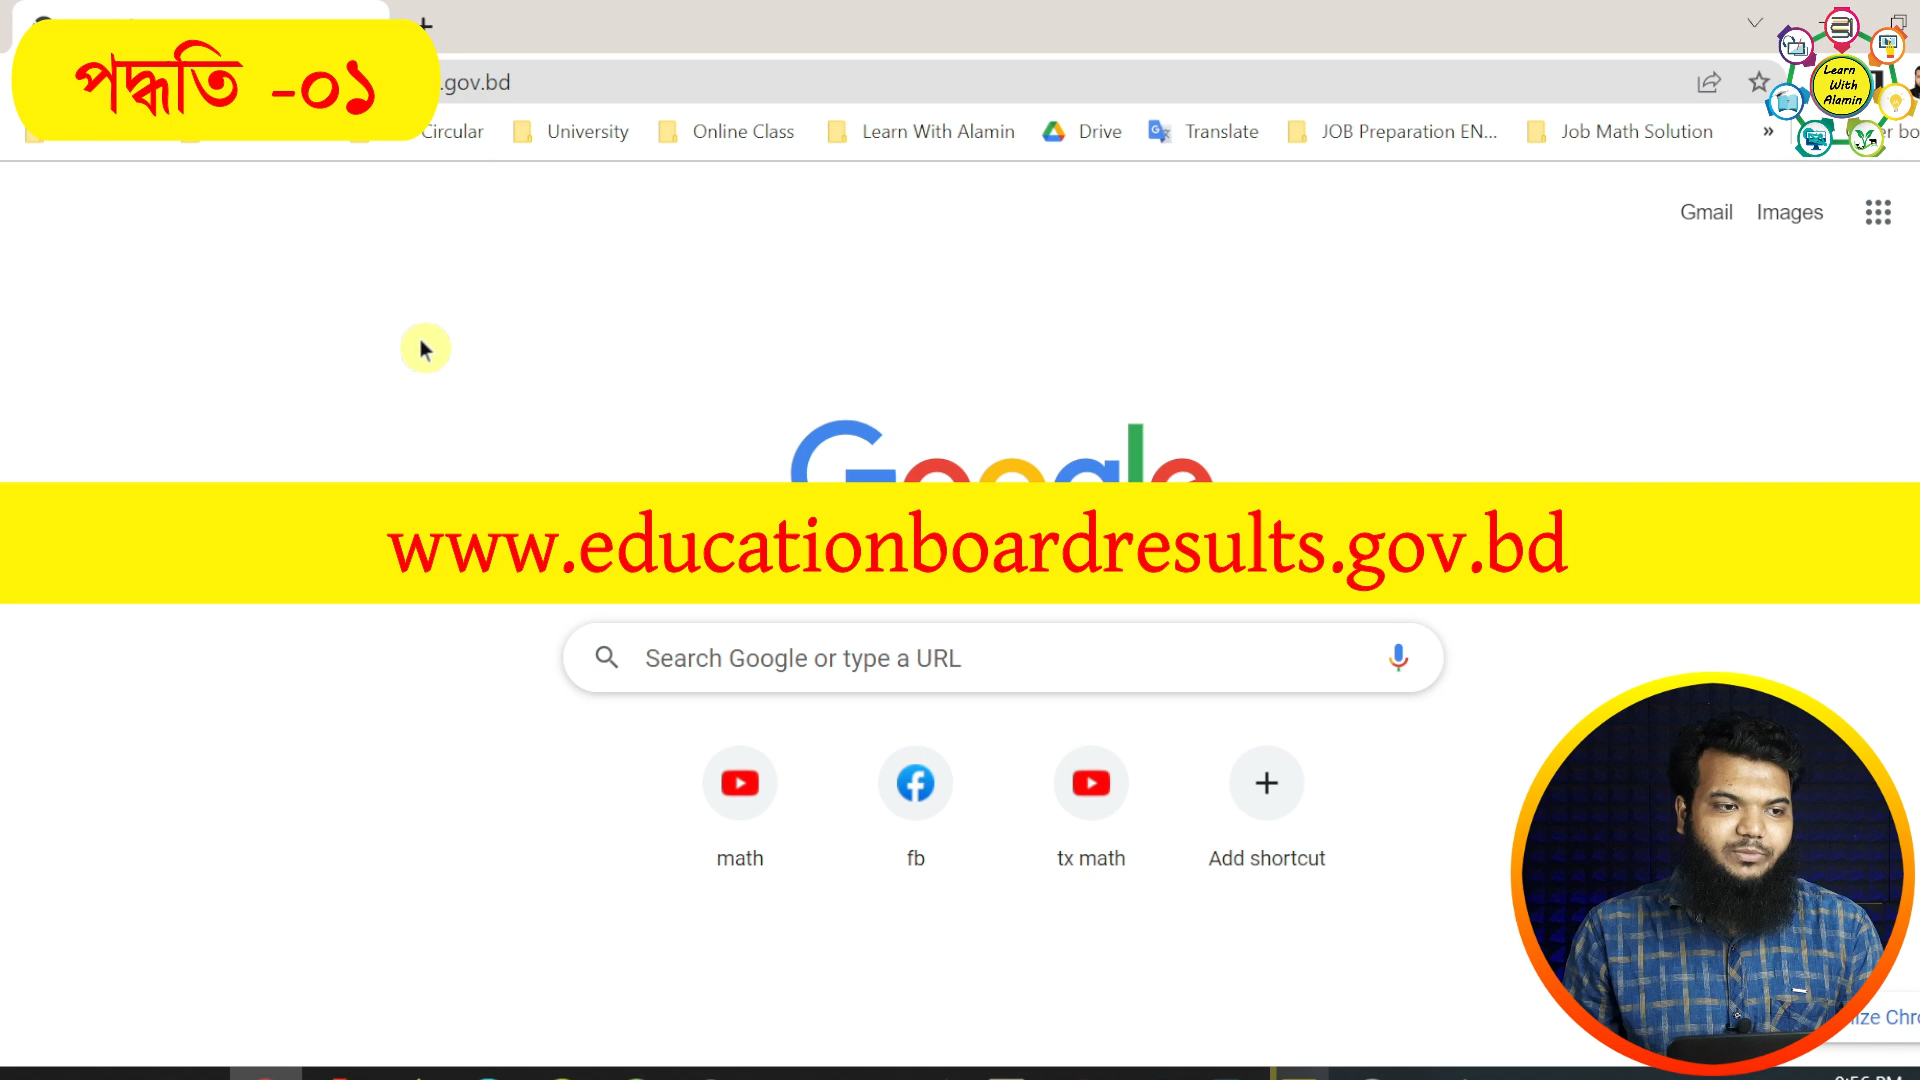 পদ্ধতি -০১
.gov.bd
Circular
University
Online Class
Learn With Alamin
Drive
Translate
JOB Preparation EN...
Job Math Solution
»
Learn
With
Alamin
Gmail
Images
www.educationboardresults.gov.bd
Search Google or type a URL
math
fb
tx math
Add shortcut